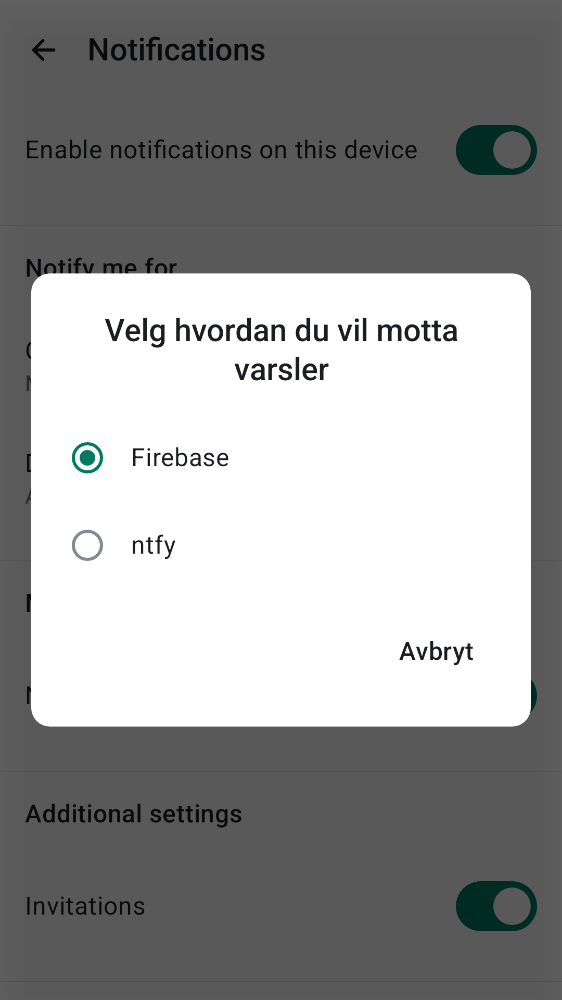 Notifications
Enable notifications on this device
Notify me for
Velg hvordan du vil motta
varsler
Firebase
ntfy
Avbryt
Additional settings
Invitations